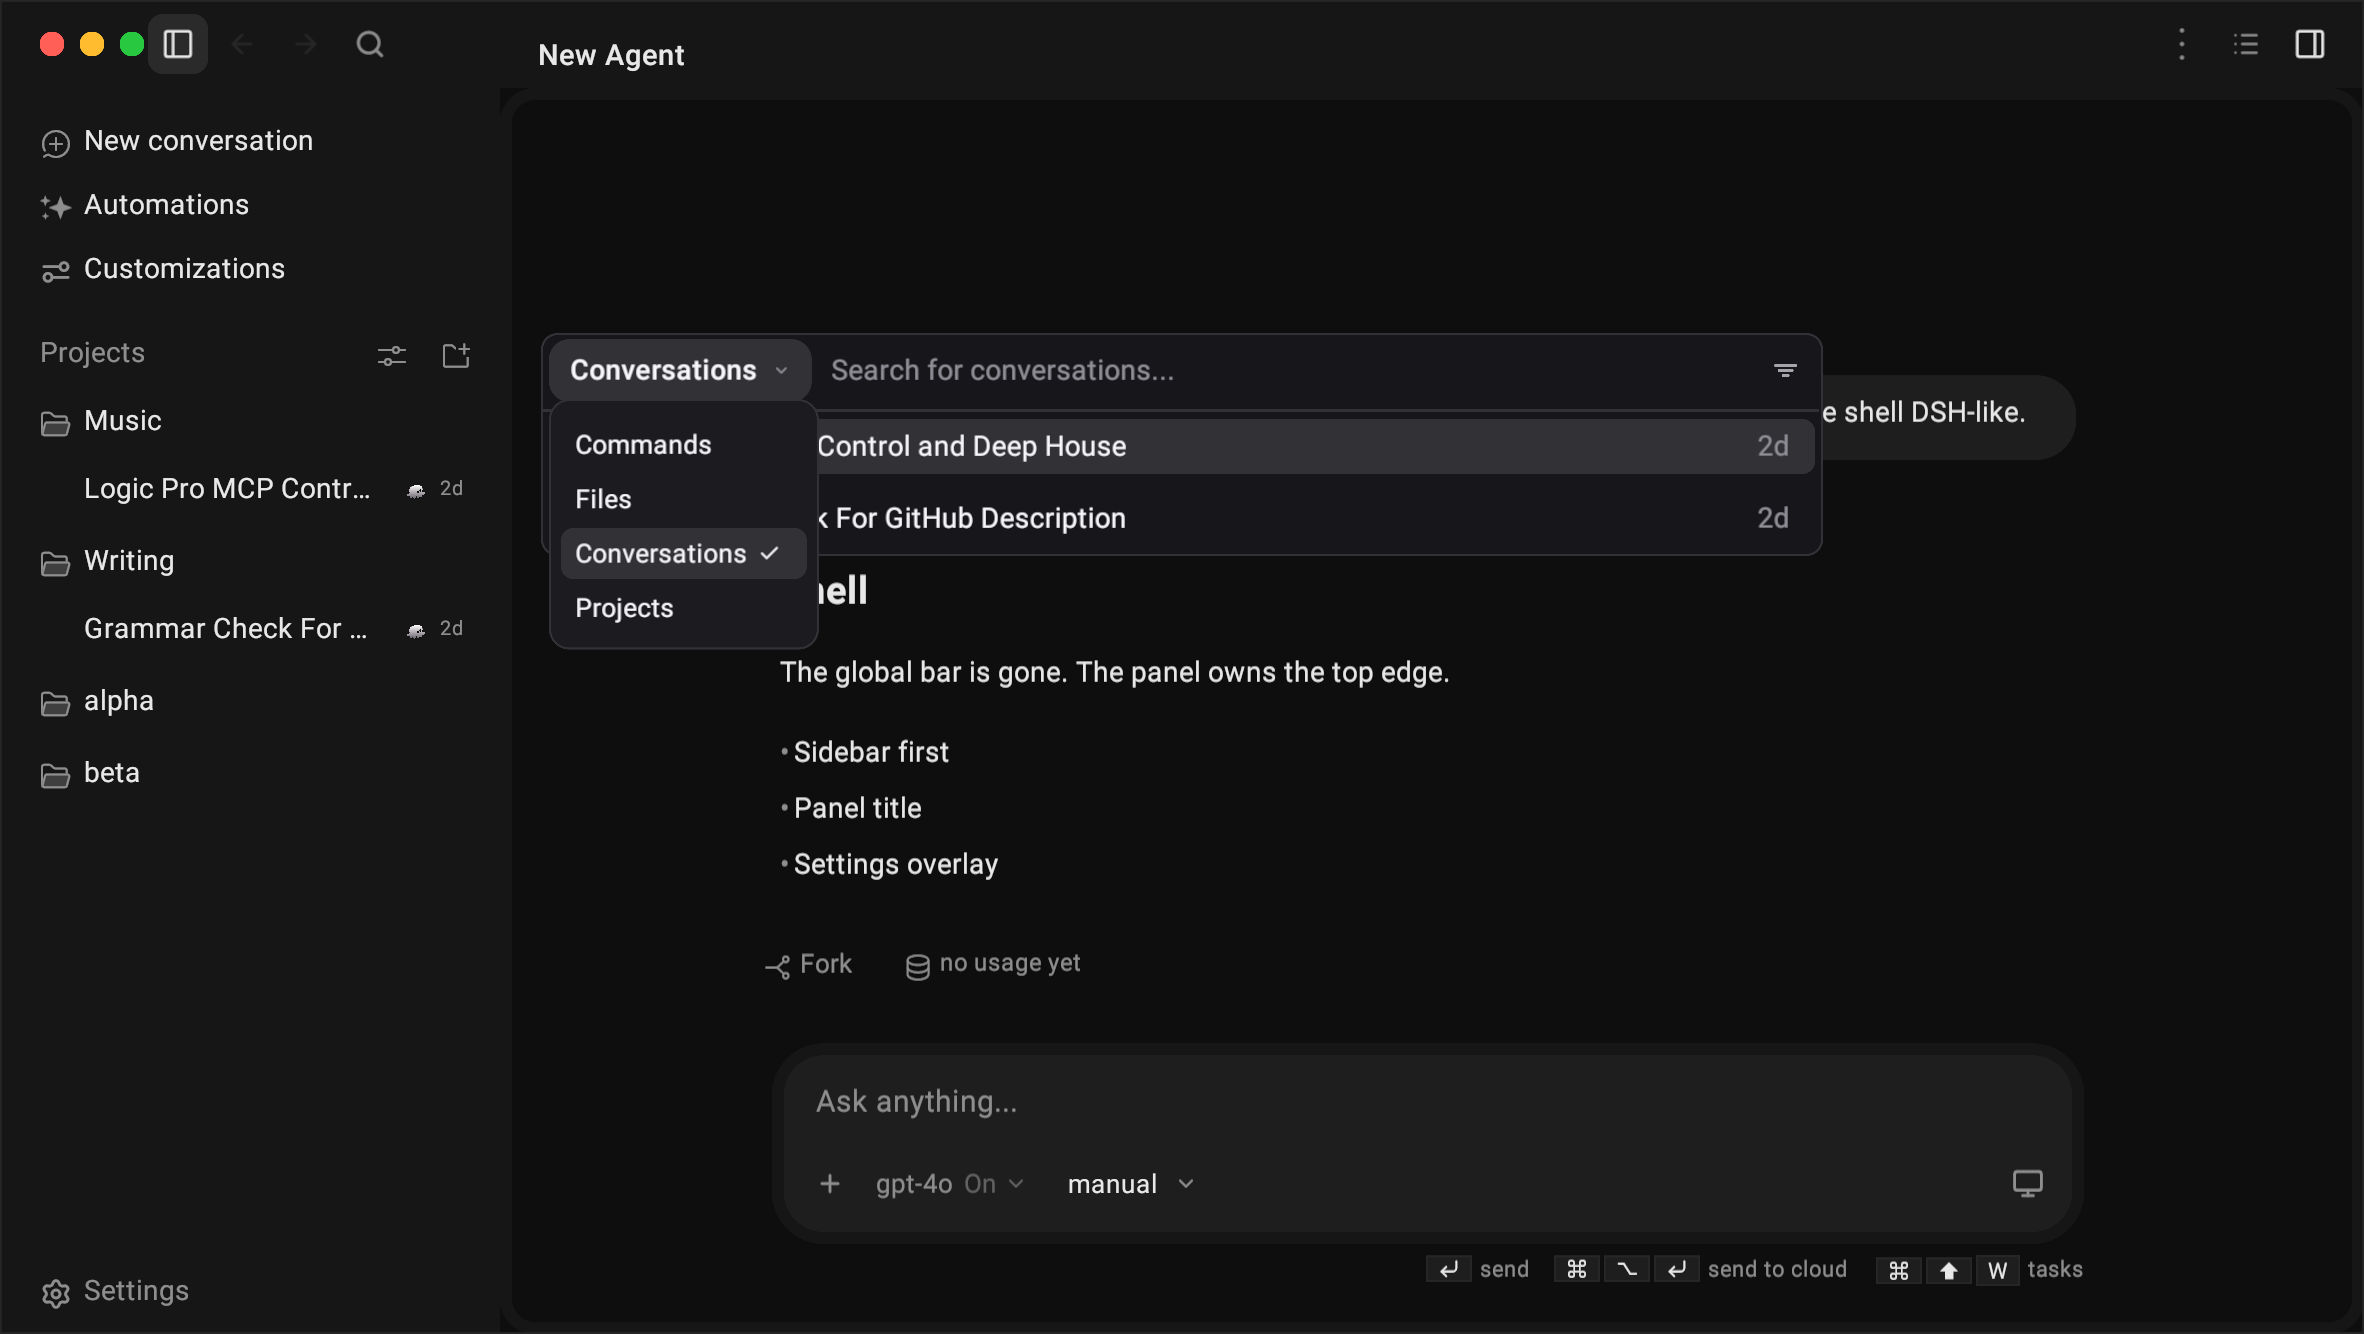 New Agent
New conversation
Automations
Customizations
Projects
Music
Logic Pro MCP Contr... 2d
Writing
Grammar Check For ... 2d
alpha
beta
Settings
Conversations Search for conversations...
Commands
Files
Conversations
Projects
Control and Deep House 2d
k For GitHub Description 2d
e shell DSH-like.
ell
The global bar is gone. The panel owns the top edge.
• Sidebar first
• Panel title
• Settings overlay
Fork no usage yet
Ask anything...
+ gpt-4o On manual
↵ send ⌘ ⌥ ↵ send to cloud ⌘ ⬆ W tasks